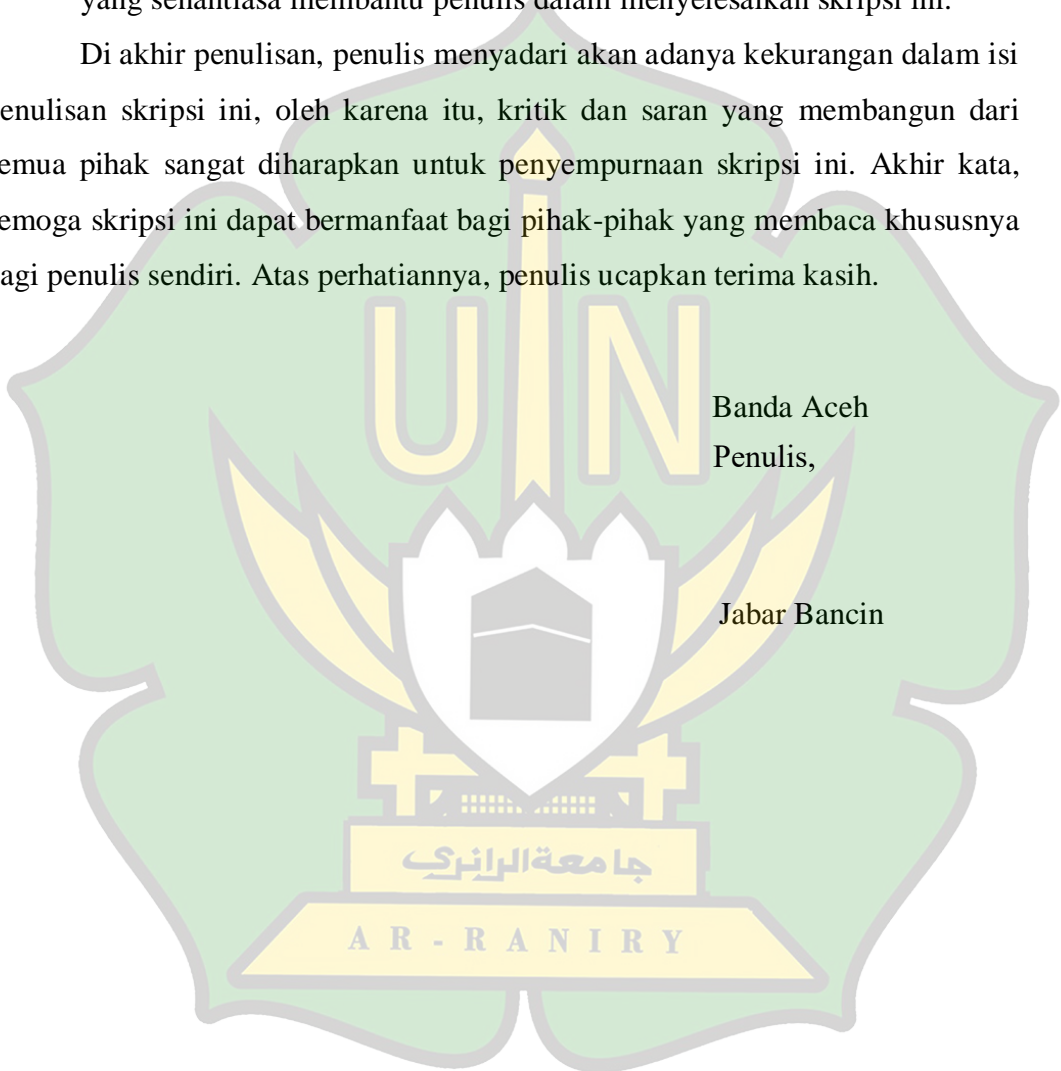 yang senantiasa membantu penulis dalam menyelesaikan skripsi ini.
Di akhir penulisan, penulis menyadari akan adanya kekurangan dalam isi
enulisan skripsi ini, oleh karena itu, kritik dan saran yang membangun dari
emua pihak sangat diharapkan untuk penyempurnaan skripsi ini. Akhir kata,
emoga skripsi ini dapat bermanfaat bagi pihak-pihak yang membaca khususnya
agi penulis sendiri. Atas perhatiannya, penulis ucapkan terima kasih.
UIN
Banda Aceh
Penulis,
Jabar Bancin
جامعةالرانرك
AR-RANIRY